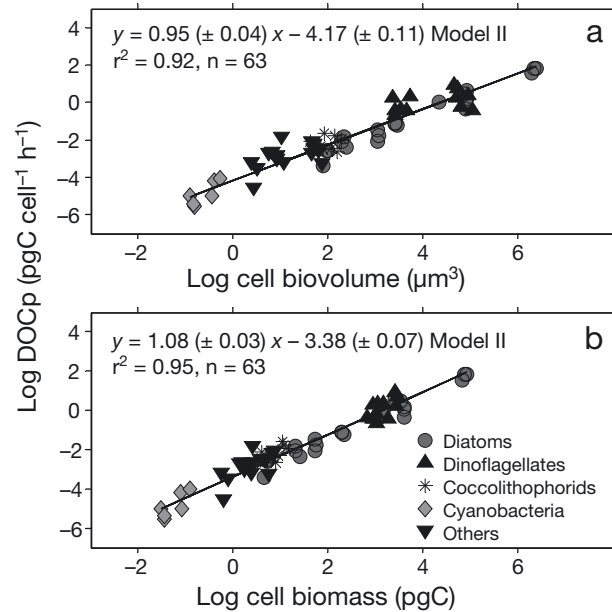 a
y = 0.95 (± 0.04) x – 4.17 (± 0.11) Model II
r² = 0.92, n = 63
4
2
0
−2
−4
−6
−2 0 2 4 6
Log cell biovolume (µm³)
Log DOCp (pgC cell⁻¹ h⁻¹)
b
y = 1.08 (± 0.03) x – 3.38 (± 0.07) Model II
r² = 0.95, n = 63
4
2
0
−2
−4
−6
Diatoms
Dinoflagellates
Coccolithophorids
Cyanobacteria
Others
−2 0 2 4 6
Log cell biomass (pgC)